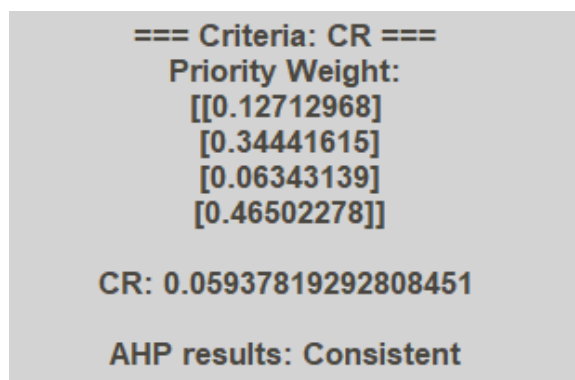 === Criteria: CR ===
Priority Weight:
[[0.12712968]
[0.34441615]
[0.06343139]
[0.46502278]]
CR: 0.05937819292808451
AHP results: Consistent